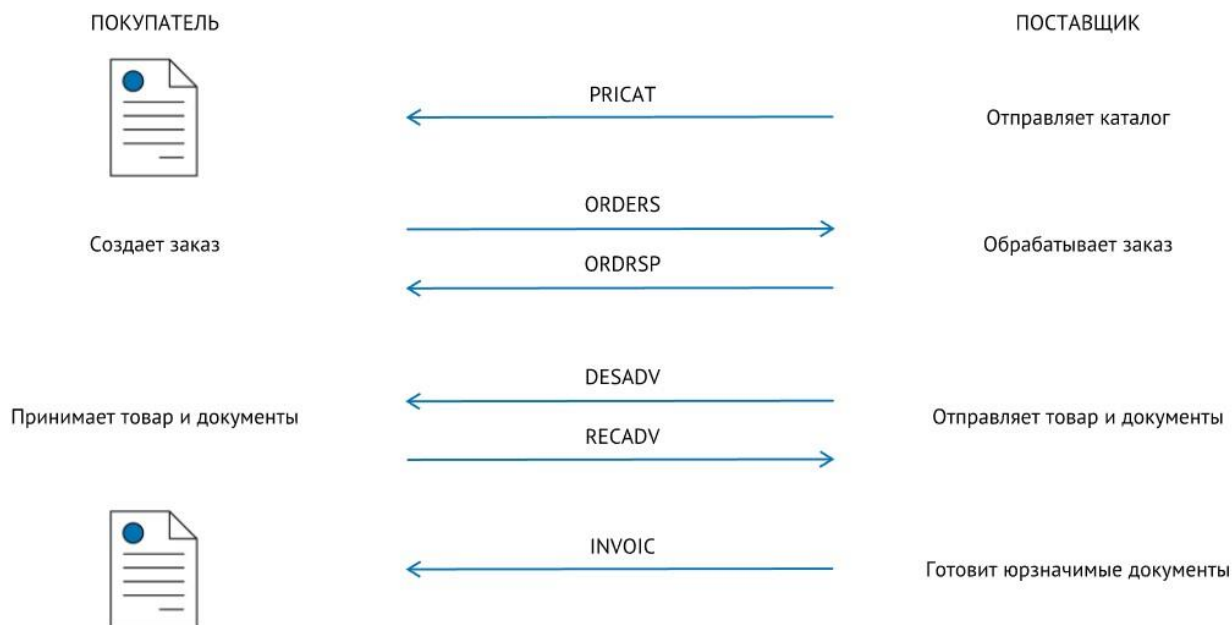 ПОКУПАТЕЛЬ
ПОСТАВЩИК
PRICAT
Отправляет каталог
ORDERS
Создает заказ
Обрабатывает заказ
ORDRSP
DESADV
Принимает товар и документы
Отправляет товар и документы
RECADV
INVOIC
Готовит юрзначимые документы